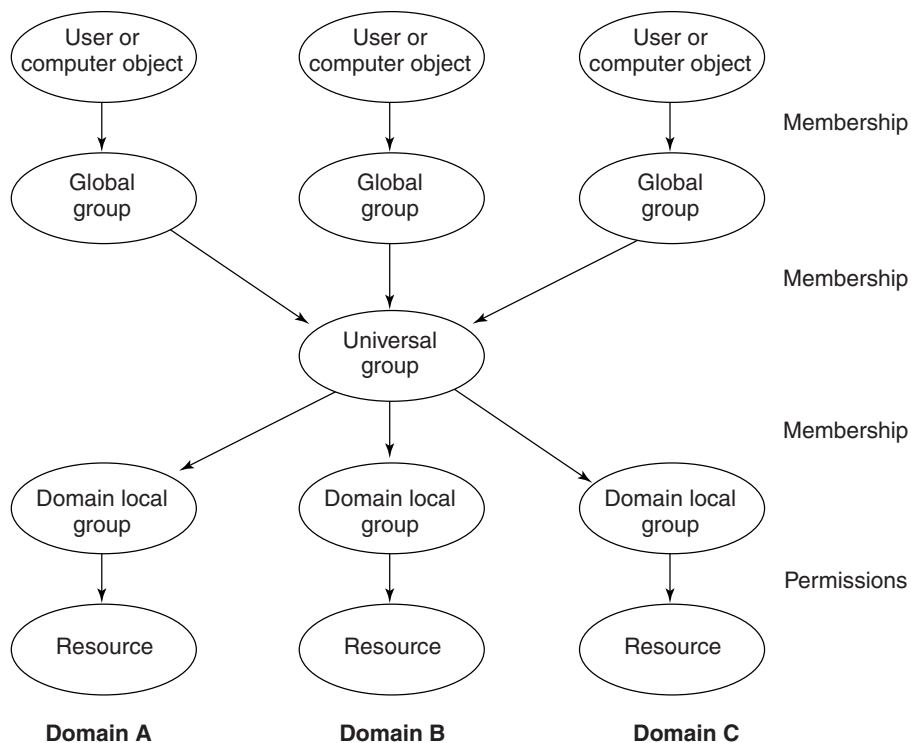 User or
computer object
User or
computer object
User or
computer object
Membership
Global
group
Global
group
Global
group
Membership
Universal
group
Membership
Domain local
group
Domain local
group
Domain local
group
Permissions
Resource
Resource
Resource
Domain A
Domain B
Domain C